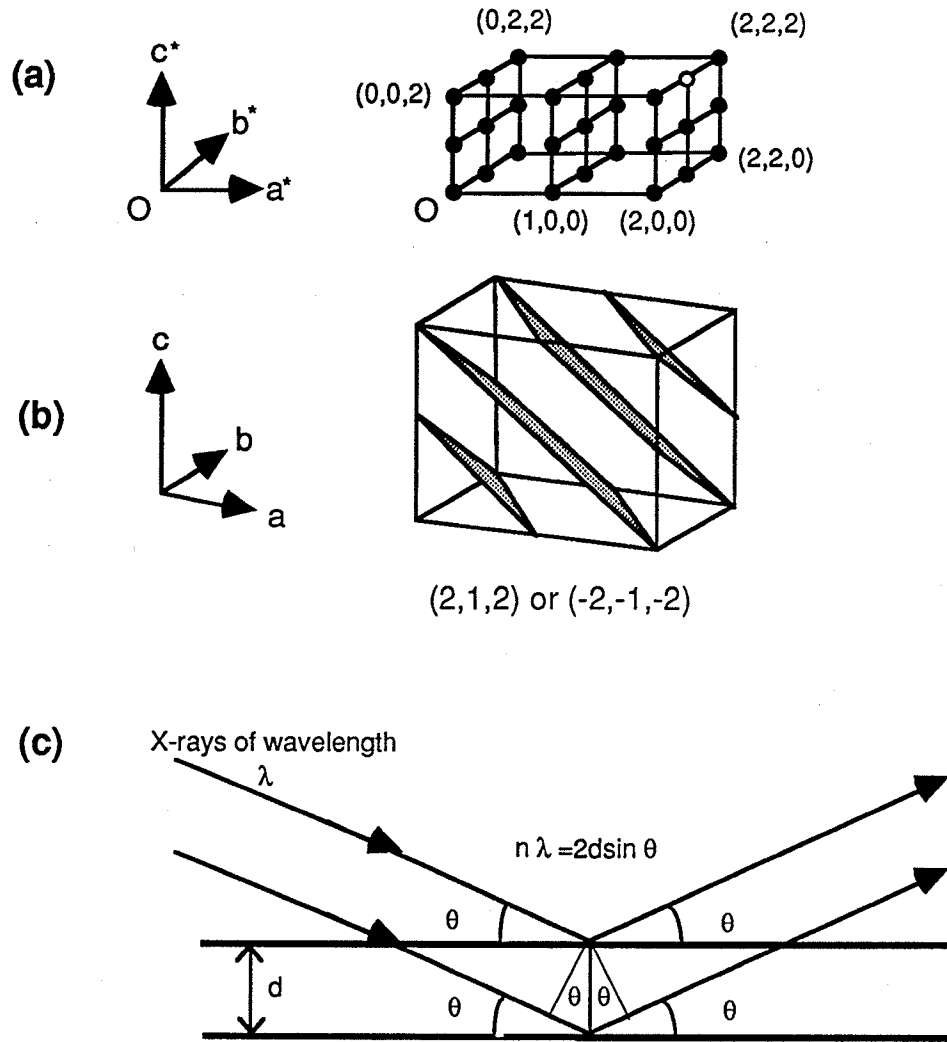 (a)
c*
b*
a*
O
(0,2,2)
(2,2,2)
(0,0,2)
(2,2,0)
O
(1,0,0)
(2,0,0)
(b)
c
b
a
(2,1,2) or (-2,-1,-2)
(c)
X-rays of wavelength
λ
n λ =2dsin θ
θ
θ
d
θ
θ
θ
θ